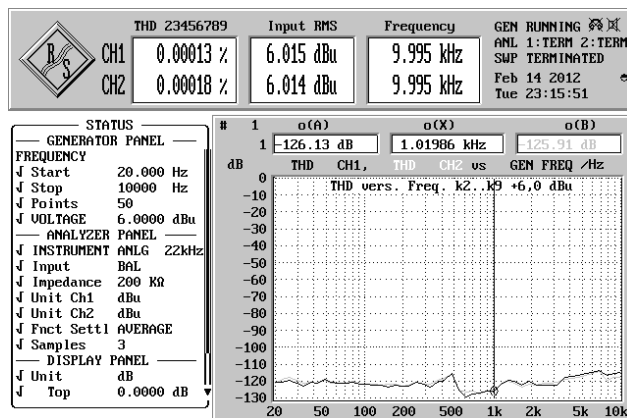 THD 23456789 Input RMS Frequency
CH1 0.00013 % 6.015 dBu 9.995 kHz
CH2 0.00018 % 6.014 dBu 9.995 kHz
GEN RUNNING
ANL 1:TERM 2:TERM
SWP TERMINATED
Feb 14 2012
Tue 23:15:51
R S
STATUS
GENERATOR PANEL
FREQUENCY
Start 20.000 Hz
Stop 10000 Hz
Points 50
VOLTAGE 6.0000 dBu
ANALYZER PANEL
INSTRUMENT ANLG 22kHz
Input BAL
Impedance 200 KΩ
Unit Ch1 dBu
Unit Ch2 dBu
Fnct Settl AVERAGE
Samples 3
DISPLAY PANEL
Unit dB
Top 0.0000 dB
# 1 o(A) o(X) o(B)
1 -126.13 dB 1.01986 kHz -125.91 dB
dB THD CH1, THD CH2 vs GEN FREQ /Hz
THD vers. Freq. k2..k9 +6,0 dBu
0
-10
-20
-30
-40
-50
-60
-70
-80
-90
-100
-110
-120
-130
20 50 100 200 500 1k 2k 5k 10k